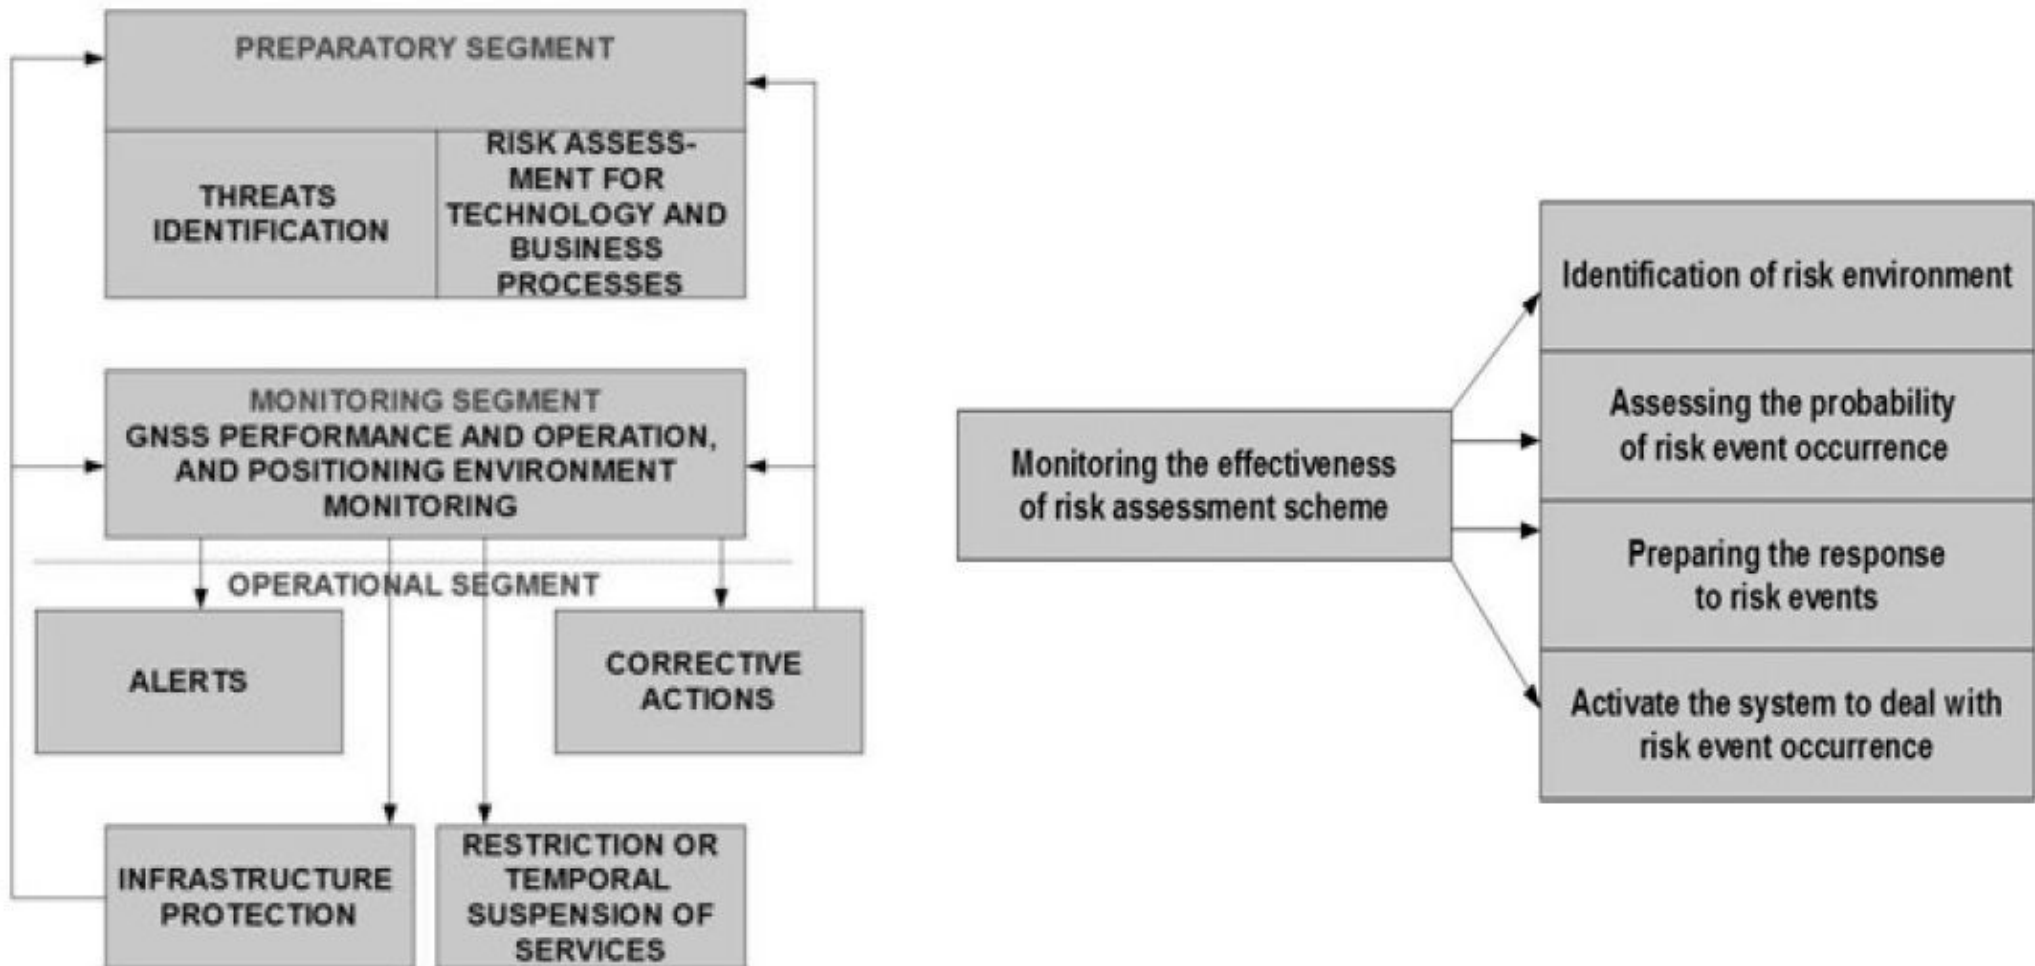 PREPARATORY SEGMENT
THREATS
IDENTIFICATION
RISK ASSESS-
MENT FOR
TECHNOLOGY AND
BUSINESS
PROCESSES
MONITORING SEGMENT
GNSS PERFORMANCE AND OPERATION,
AND POSITIONING ENVIRONMENT
MONITORING
OPERATIONAL SEGMENT
ALERTS
CORRECTIVE
ACTIONS
INFRASTRUCTURE
PROTECTION
RESTRICTION OR
TEMPORAL
SUSPENSION OF
SERVICES
Monitoring the effectiveness
of risk assessment scheme
Identification of risk environment
Assessing the probability
of risk event occurrence
Preparing the response
to risk events
Activate the system to deal with
risk event occurrence